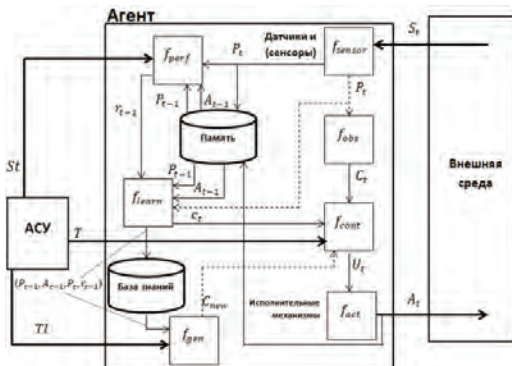 Агент
Датчики и
(сенсоры)
S_t
P_t
f_perf
f_sensor
P_{t-1}
A_{t-1}
r_{t-1}
P_t
Память
f_obs
Внешняя
среда
St
P_{t-1}
A_{t-1}
C_t
f_learn
c_t
АСУ
T
f_cont
(P_{t-1}, A_{t-1}, P_t, r_{t-1})
U_t
База знаний
C_new
Исполнительные
механизмы
f_act
A_t
TI
f_gen